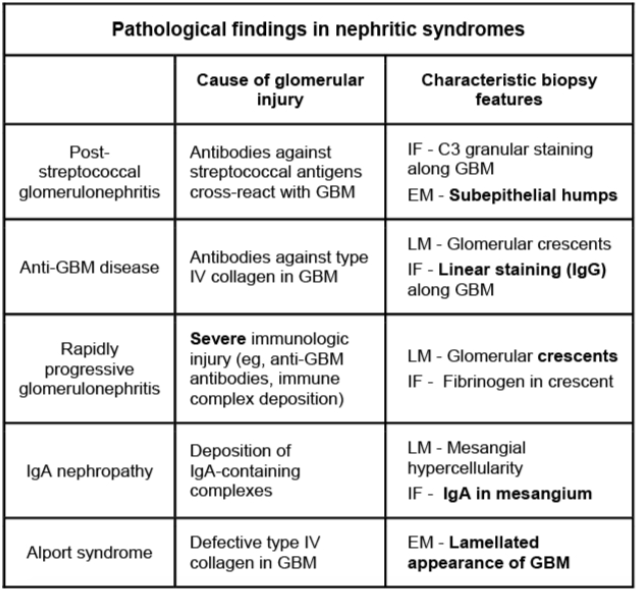 Pathological findings in nephritic syndromes
Cause of glomerular
injury
Characteristic biopsy
features
Post-
streptococcal
glomerulonephritis
Antibodies against
streptococcal antigens
cross-react with GBM
IF - C3 granular staining
along GBM
EM - Subepithelial humps
Anti-GBM disease
Antibodies against type
IV collagen in GBM
LM - Glomerular crescents
IF - Linear staining (IgG)
along GBM
Rapidly
progressive
glomerulonephritis
Severe immunologic
injury (eg, anti-GBM
antibodies, immune
complex deposition)
LM - Glomerular crescents
IF - Fibrinogen in crescent
IgA nephropathy
Deposition of
IgA-containing
complexes
LM - Mesangial
hypercellularity
IF - IgA in mesangium
Alport syndrome
Defective type IV
collagen in GBM
EM - Lamellated
appearance of GBM